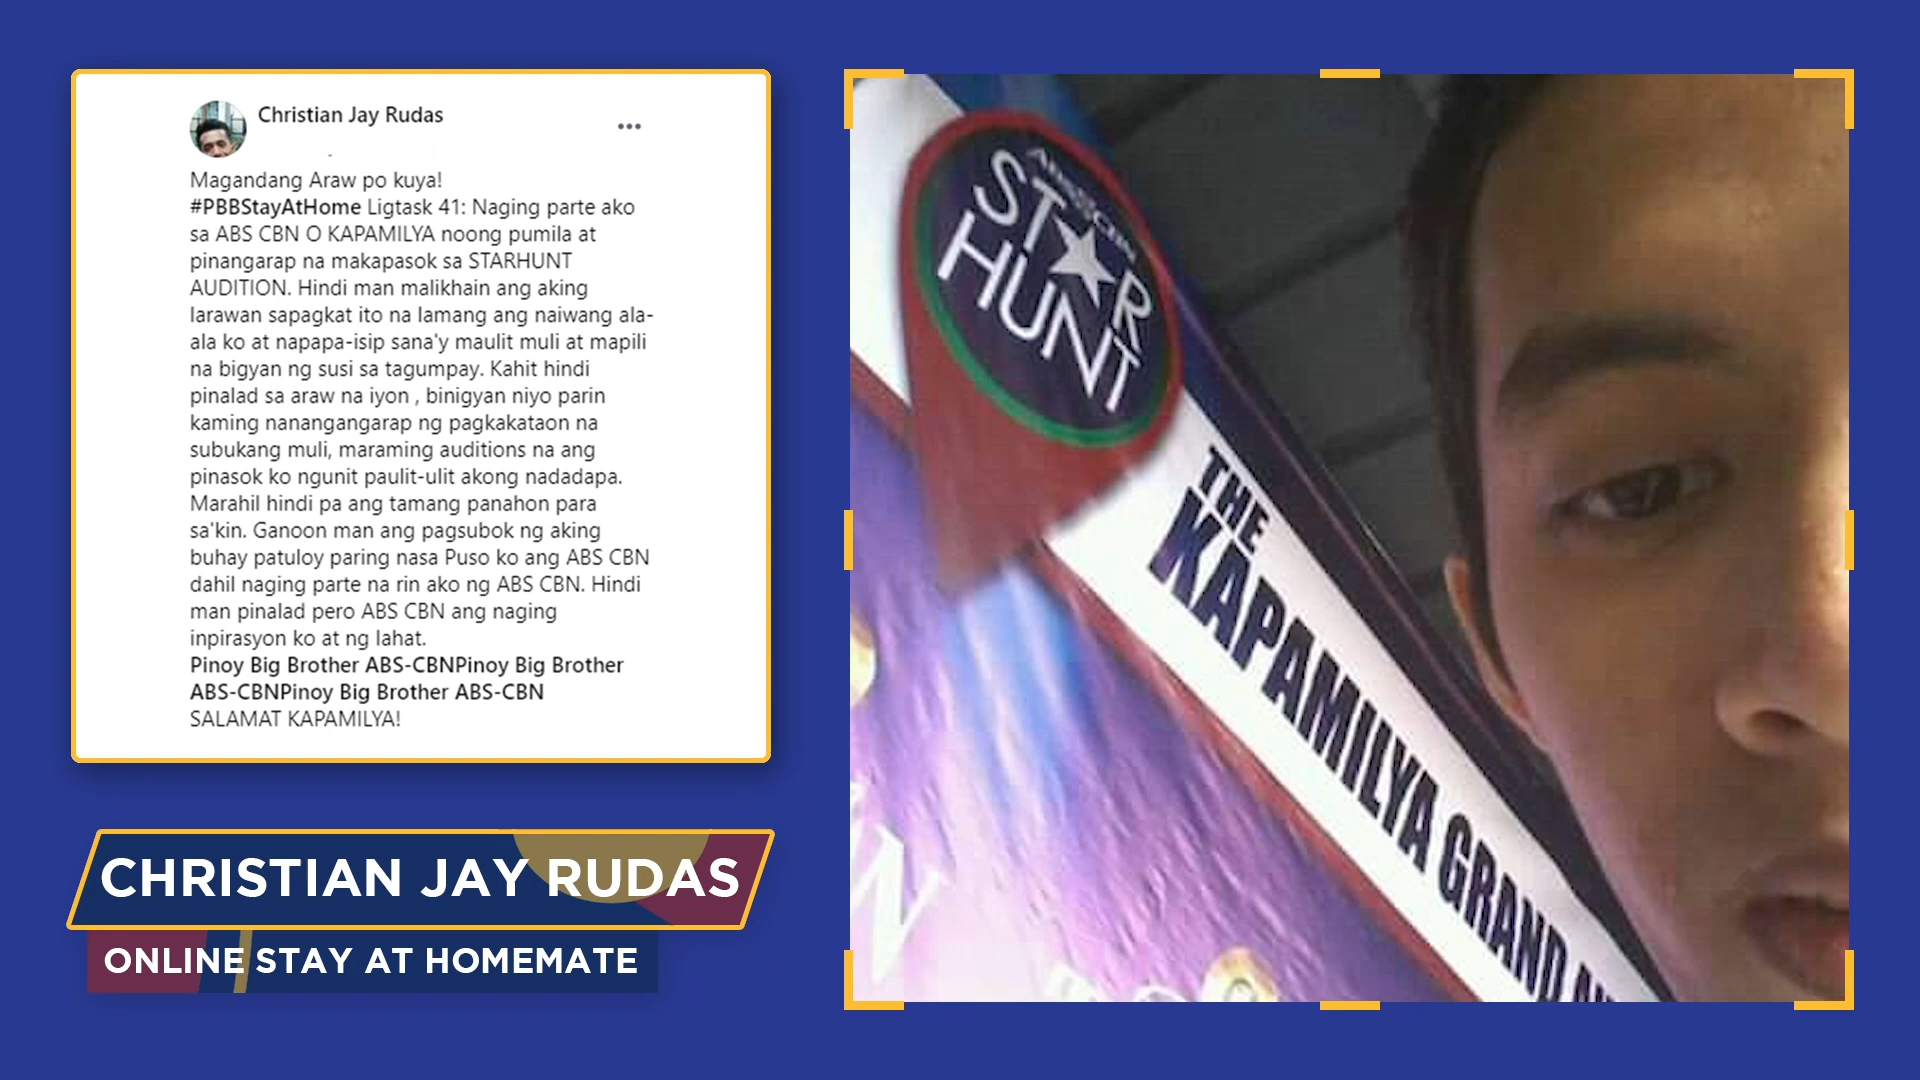 Christian Jay Rudas
Magandang Araw po kuya!
#PBBStayAtHome Ligtask 41: Naging parte ako
sa ABS CBN O KAPAMILYA noong pumila at
pinangarap na makapasok sa STARHUNT
AUDITION. Hindi man malikhain ang aking
larawan sapagkat ito na lamang ang naiwang ala-
ala ko at napapa-isip sana'y maulit muli at mapili
na bigyan ng susi sa tagumpay. Kahit hindi
pinalad sa araw na iyon , binigyan niyo parin
kaming nanangangarap ng pagkakataon na
subukang muli, maraming auditions na ang
pinasok ko ngunit paulit-ulit akong nadadapa.
Marahil hindi pa ang tamang panahon para
sa'kin. Ganoon man ang pagsubok ng aking
buhay patuloy paring nasa Puso ko ang ABS CBN
dahil naging parte na rin ako ng ABS CBN. Hindi
man pinalad pero ABS CBN ang naging
inpirasyon ko at ng lahat.
Pinoy Big Brother ABS-CBNPinoy Big Brother
ABS-CBNPinoy Big Brother ABS-CBN
SALAMAT KAPAMILYA!
CHRISTIAN JAY RUDAS
ONLINE STAY AT HOMEMATE
ABS-CBN
STAR
HUNT
THE
KAPAMILYA GRAND